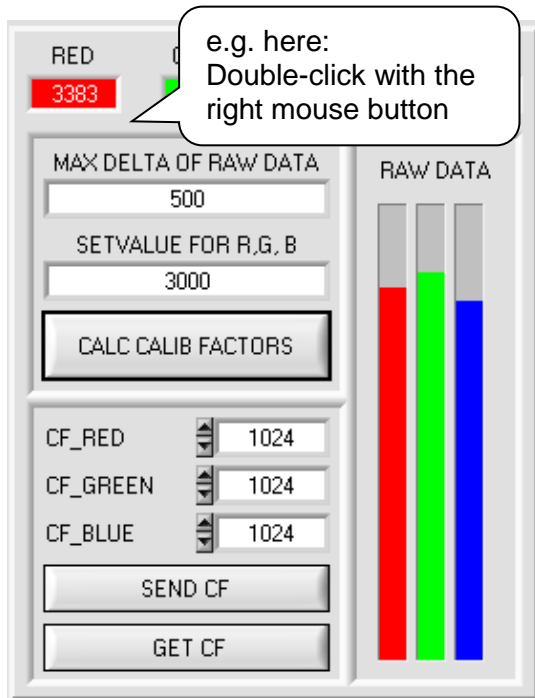 RED
e.g. here:
Double-click with the
right mouse button
3383
MAX DELTA OF RAW DATA
500
SETVALUE FOR R,G, B
3000
CALC CALIB FACTORS
RAW DATA
CF_RED 1024
CF_GREEN 1024
CF_BLUE 1024
SEND CF
GET CF